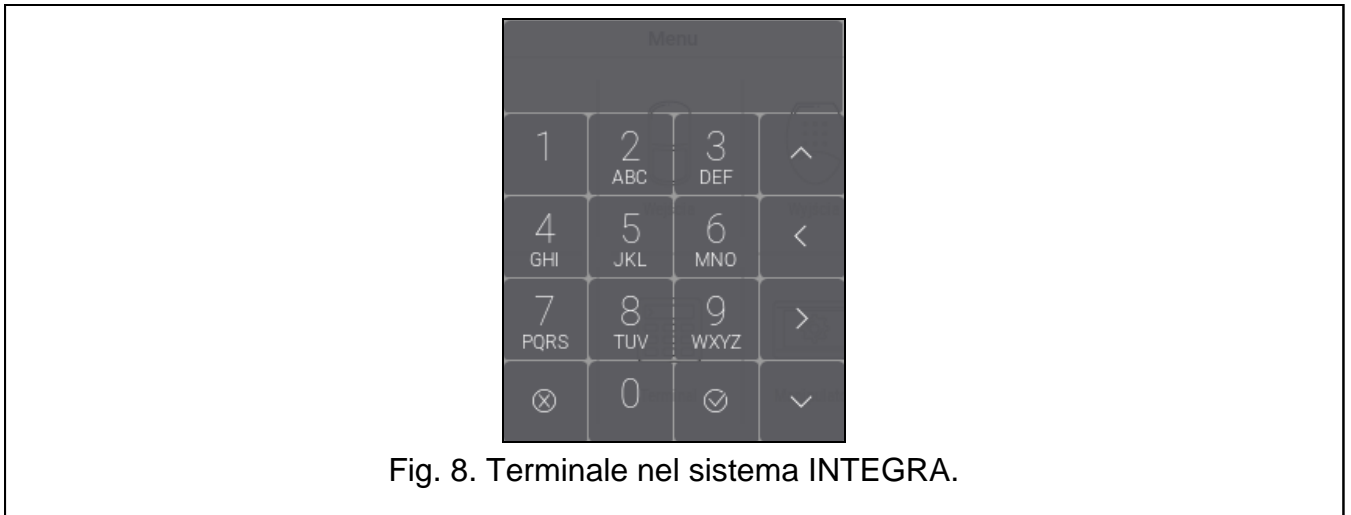 Menu
1 2 3
ABC DEF
4 5 6
GHI JKL MNO
7 8 9
PQRS TUV WXYZ
0
Fig. 8. Terminale nel sistema INTEGRA.